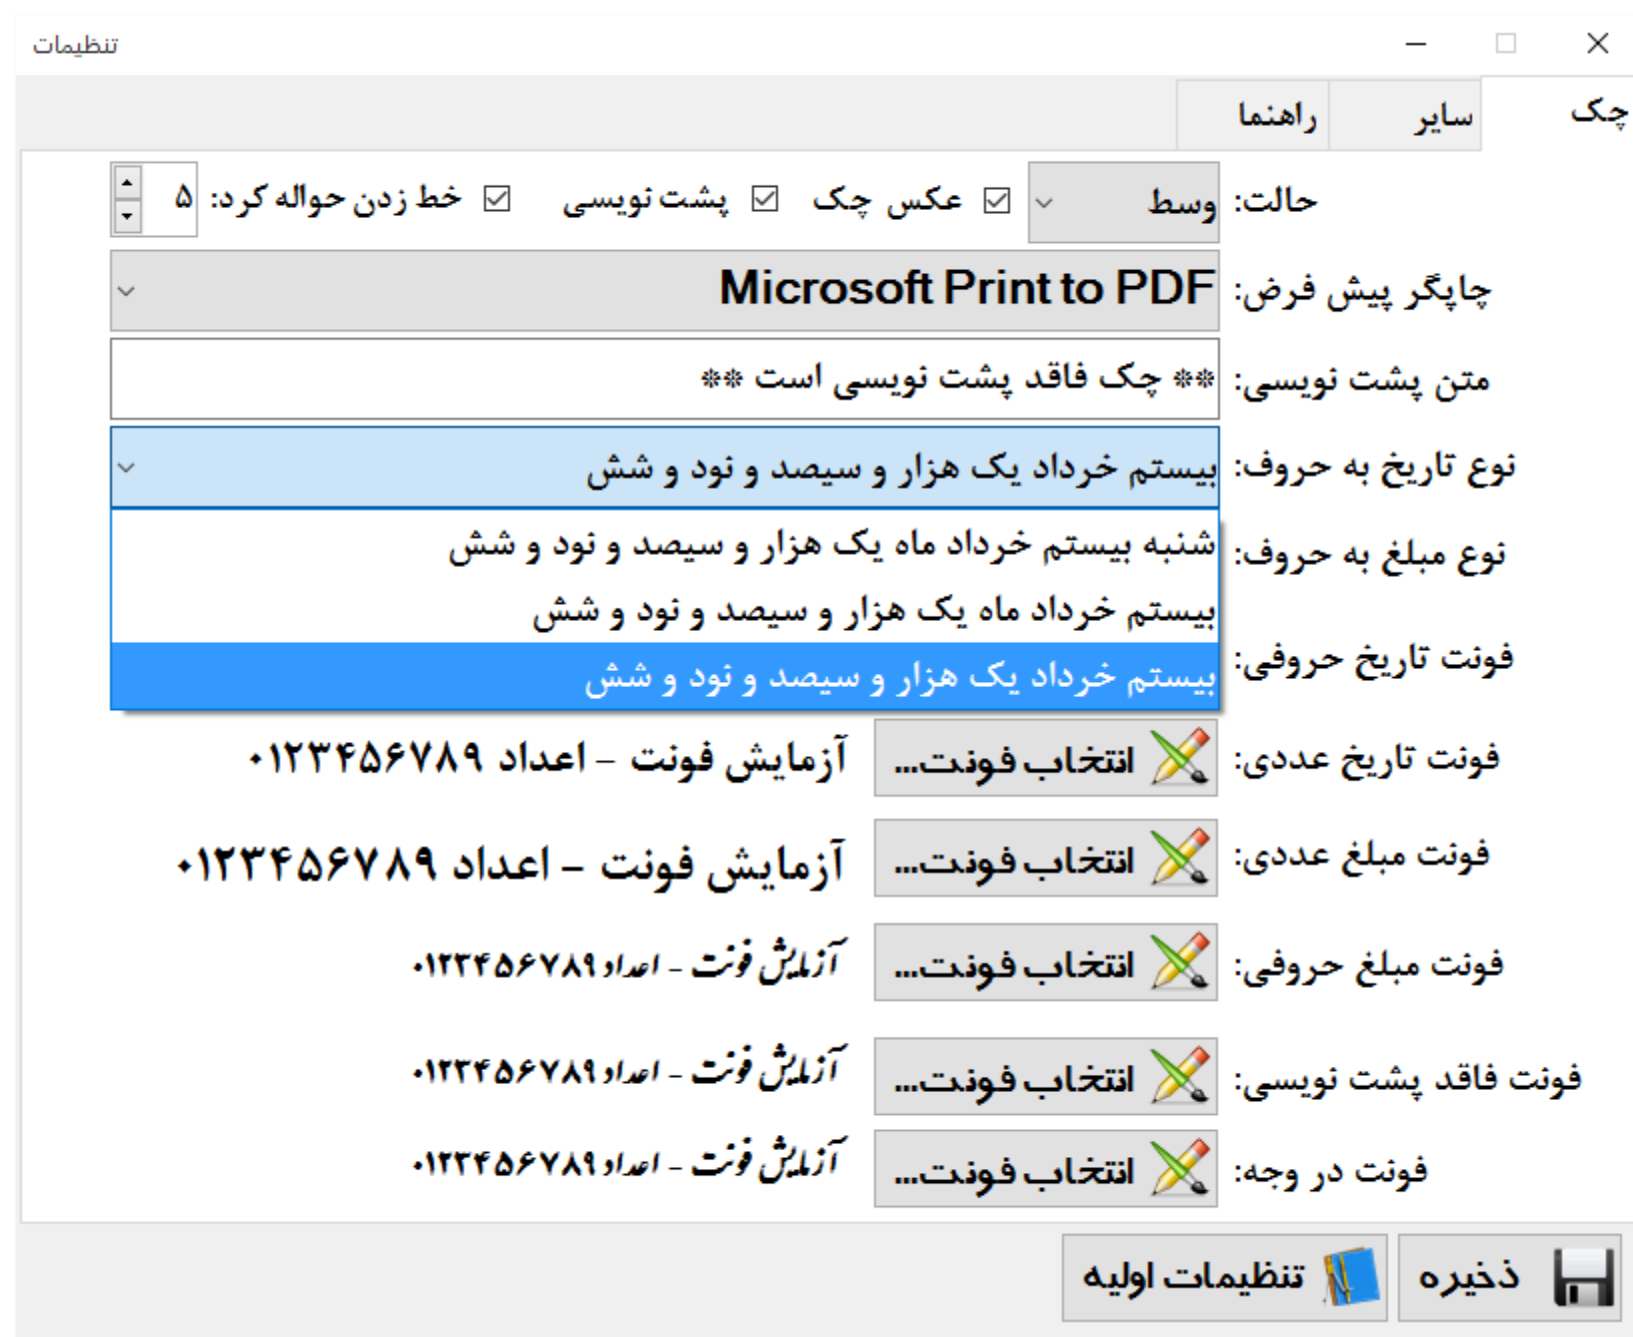 تنظیمات
چک سایر راهنما
حالت: وسط عکس چک پشت نویسی خط زدن حواله کرد: ۵
چاپگر پیش فرض: Microsoft Print to PDF
متن پشت نویسی: ** چک فاقد پشت نویسی است **
نوع تاریخ به حروف: بیستم خرداد یک هزار و سیصد و نود و شش
شنبه بیستم خرداد ماه یک هزار و سیصد و نود و شش
نوع مبلغ به حروف:
بیستم خرداد ماه یک هزار و سیصد و نود و شش
فونت تاریخ حروفی: بیستم خرداد یک هزار و سیصد و نود و شش
فونت تاریخ عددی: انتخاب فونت... آزمایش فونت - اعداد ۰۱۲۳۴۵۶۷۸۹
فونت مبلغ عددی: انتخاب فونت... آزمایش فونت - اعداد ۰۱۲۳۴۵۶۷۸۹
فونت مبلغ حروفی: انتخاب فونت... آزمایش فونت - اعداد ۰۱۲۳۴۵۶۷۸۹
فونت فاقد پشت نویسی: انتخاب فونت... آزمایش فونت - اعداد ۰۱۲۳۴۵۶۷۸۹
فونت در وجه: انتخاب فونت... آزمایش فونت - اعداد ۰۱۲۳۴۵۶۷۸۹
ذخیره تنظیمات اولیه